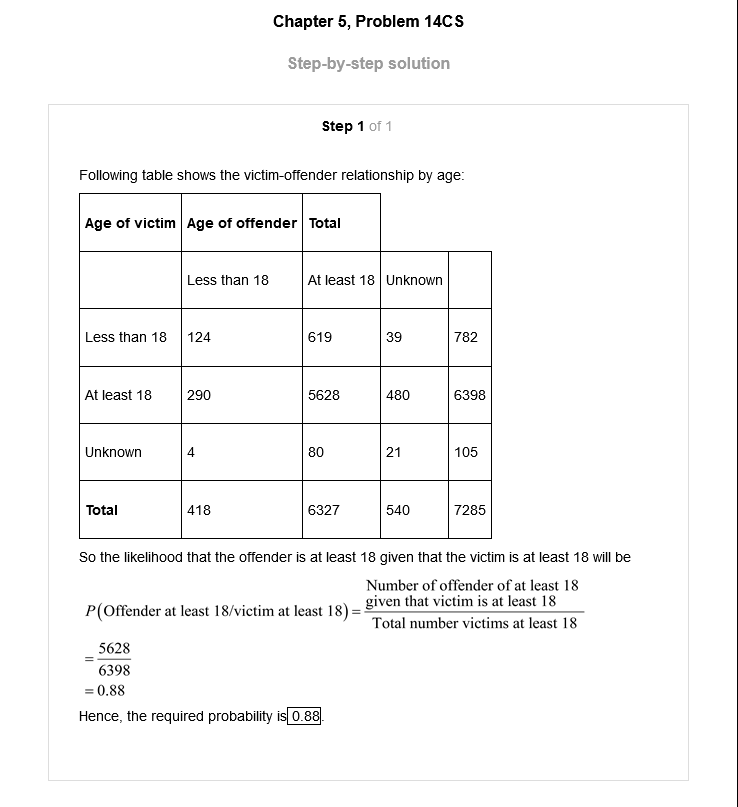 Chapter 5, Problem 14CS
Step-by-step solution
Step 1 of 1
Following table shows the victim-offender relationship by age:
Age of victim Age of offender Total
Less than 18 At least 18 Unknown
Less than 18 124 619 39 782
At least 18 290 5628 480 6398
Unknown 4 80 21 105
Total 418 6327 540 7285
So the likelihood that the offender is at least 18 given that the victim is at least 18 will be
Number of offender of at least 18
given that victim is at least 18
P(Offender at least 18/victim at least 18) =
Total number victims at least 18
= 5628
6398
= 0.88
Hence, the required probability is 0.88.